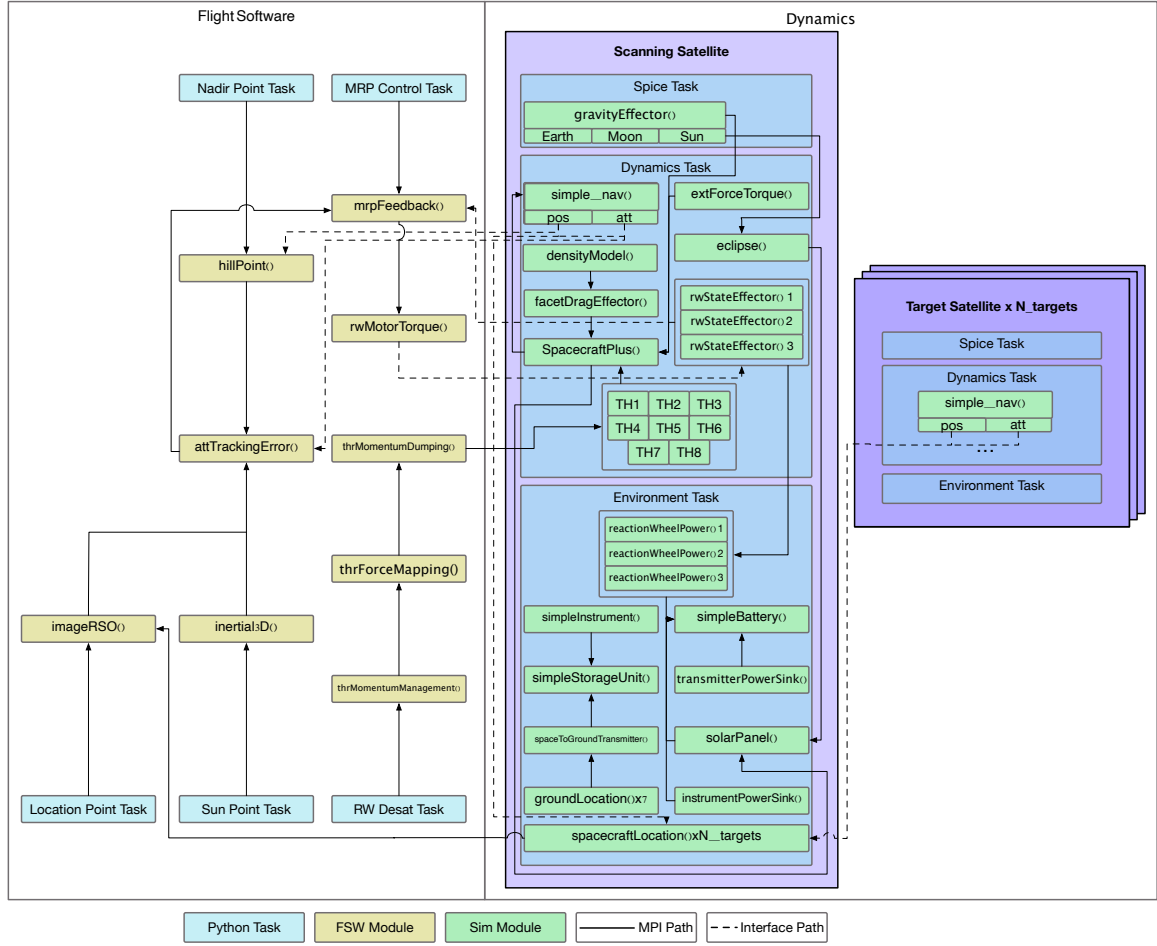 Flight Software
Dynamics
Nadir Point Task
MRP Control Task
mrpFeedback()
hillPoint()
rwMotorTorque()
attTrackingError()
thrMomentumDumping()
thrForceMapping()
imageRSO()
inertial3D()
thrMomentumManagement()
Location Point Task
Sun Point Task
RW Desat Task
Scanning Satellite
Spice Task
gravityEffector()
Earth Moon Sun
Dynamics Task
simple__nav()
pos att
extForceTorque()
eclipse()
densityModel()
facetDragEffector()
SpacecraftPlus()
rwStateEffector() 1
rwStateEffector() 2
rwStateEffector() 3
TH1 TH2 TH3
TH4 TH5 TH6
TH7 TH8
Environment Task
reactionWheelPower() 1
reactionWheelPower() 2
reactionWheelPower() 3
simpleInstrument()
simpleBattery()
simpleStorageUnit()
transmitterPowerSink()
spaceToGroundTransmitter()
solarPanel()
groundLocation()x7
instrumentPowerSink()
spacecraftLocation()xN__targets
Target Satellite x N_targets
Spice Task
Dynamics Task
simple__nav()
pos att
...
Environment Task
Python Task
FSW Module
Sim Module
MPI Path
Interface Path